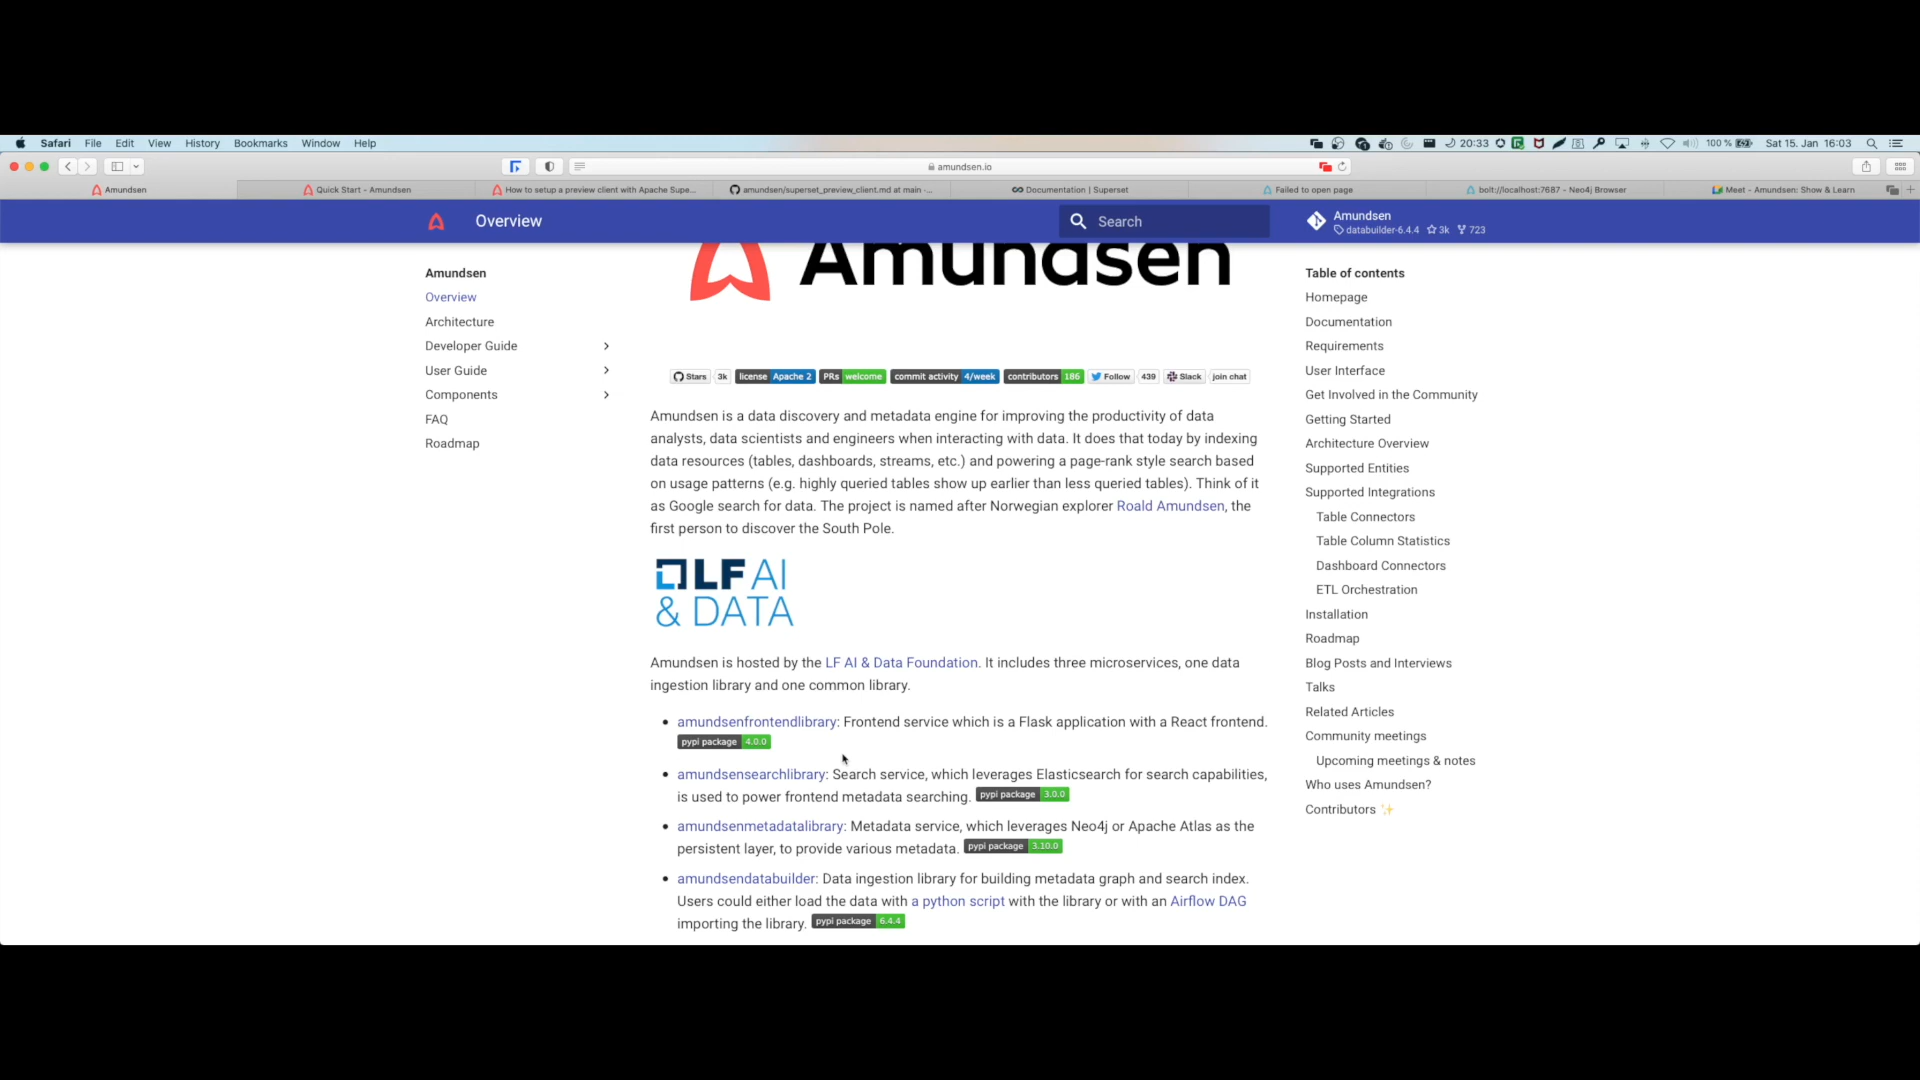 Safari File Edit View History Bookmarks Window Help 20:33 100 % Sat 15. Jan 16:03
amundsen.io
Amundsen
Quick Start - Amundsen
How to setup a preview client with Apache Supe...
amundsen/superset_preview_client.md at main -...
Documentation | Superset
Failed to open page
bolt://localhost:7687 - Neo4j Browser
Meet - Amundsen: Show & Learn
Overview
Search
Amundsen
databuilder-6.4.4 3k 723
Amundsen
Overview
Architecture
Developer Guide
User Guide
Components
FAQ
Roadmap
Amundsen
Stars 3k license Apache 2 PRs welcome commit activity 4/week contributors 186 Follow 439 Slack join chat
Amundsen is a data discovery and metadata engine for improving the productivity of data
analysts, data scientists and engineers when interacting with data. It does that today by indexing
data resources (tables, dashboards, streams, etc.) and powering a page-rank style search based
on usage patterns (e.g. highly queried tables show up earlier than less queried tables). Think of it
as Google search for data. The project is named after Norwegian explorer Roald Amundsen, the
first person to discover the South Pole.
LF AI
& DATA
Amundsen is hosted by the LF AI & Data Foundation. It includes three microservices, one data
ingestion library and one common library.
• amundsenfrontendlibrary: Frontend service which is a Flask application with a React frontend.
pypi package 4.0.0
• amundsensearchlibrary: Search service, which leverages Elasticsearch for search capabilities,
is used to power frontend metadata searching. pypi package 3.0.0
• amundsenmetadatalibrary: Metadata service, which leverages Neo4j or Apache Atlas as the
persistent layer, to provide various metadata. pypi package 3.10.0
• amundsendatabuilder: Data ingestion library for building metadata graph and search index.
Users could either load the data with a python script with the library or with an Airflow DAG
importing the library. pypi package 6.4.4
Table of contents
Homepage
Documentation
Requirements
User Interface
Get Involved in the Community
Getting Started
Architecture Overview
Supported Entities
Supported Integrations
Table Connectors
Table Column Statistics
Dashboard Connectors
ETL Orchestration
Installation
Roadmap
Blog Posts and Interviews
Talks
Related Articles
Community meetings
Upcoming meetings & notes
Who uses Amundsen?
Contributors ✨